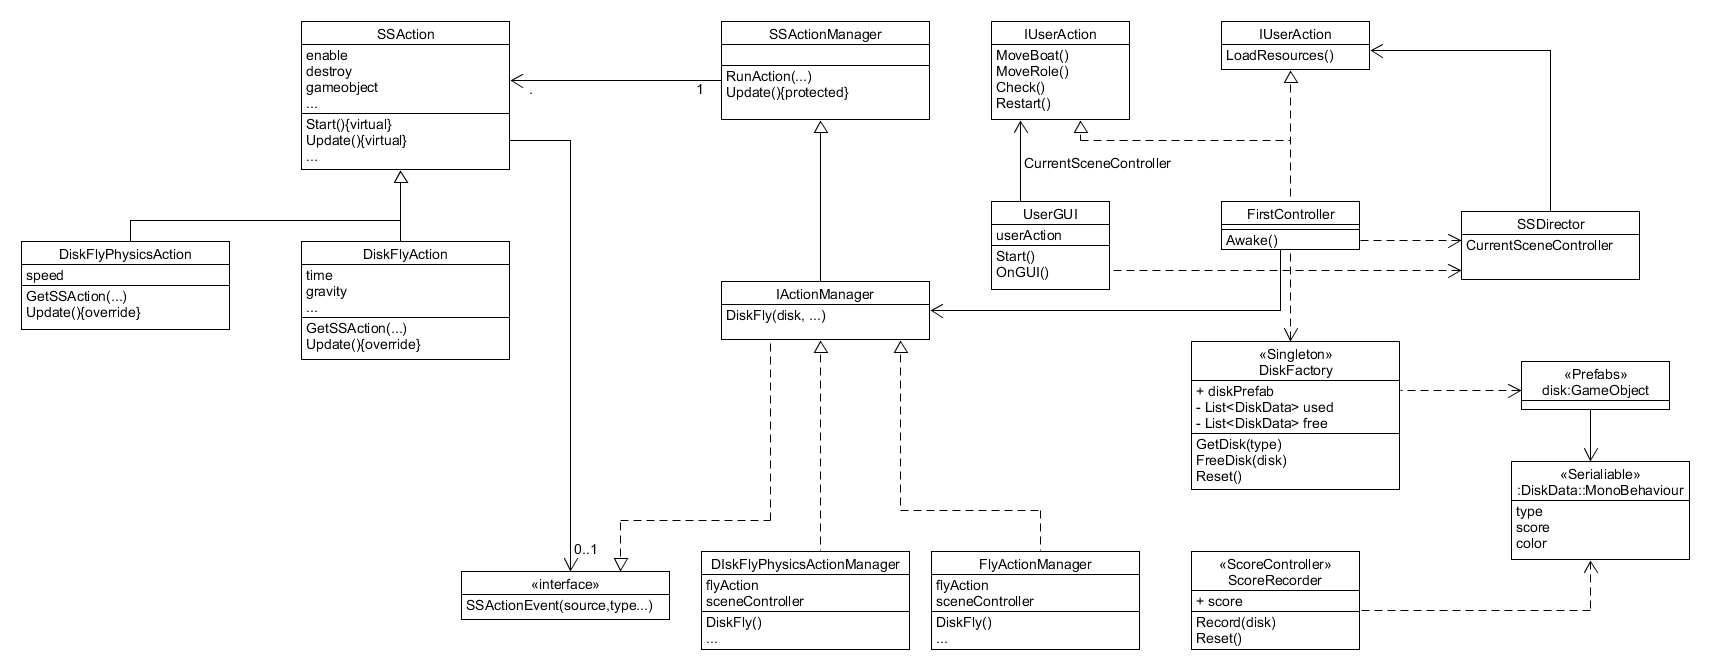 SSAction
enable
destroy
gameobject
...
Start(){virtual}
Update(){virtual}
...
SSActionManager
RunAction(...)
Update(){protected}
.
1
IUserAction
MoveBoat()
MoveRole()
Check()
Restart()
IUserAction
LoadResources()
CurrentSceneController
DiskFlyPhysicsAction
speed
GetSSAction(...)
Update(){override}
DiskFlyAction
time
gravity
...
GetSSAction(...)
Update(){override}
IActionManager
DiskFly(disk, ...)
UserGUI
userAction
Start()
OnGUI()
FirstController
Awake()
SSDirector
CurrentSceneController
«Singleton»
DiskFactory
+ diskPrefab
- List<DiskData> used
- List<DiskData> free
GetDisk(type)
FreeDisk(disk)
Reset()
«Prefabs»
disk:GameObject
«Serialiable»
:DiskData::MonoBehaviour
type
score
color
0..1
«interface»
SSActionEvent(source,type...)
DIskFlyPhysicsActionManager
flyAction
sceneController
DiskFly()
...
FlyActionManager
flyAction
sceneController
DiskFly()
...
«ScoreController»
ScoreRecorder
+ score
Record(disk)
Reset()